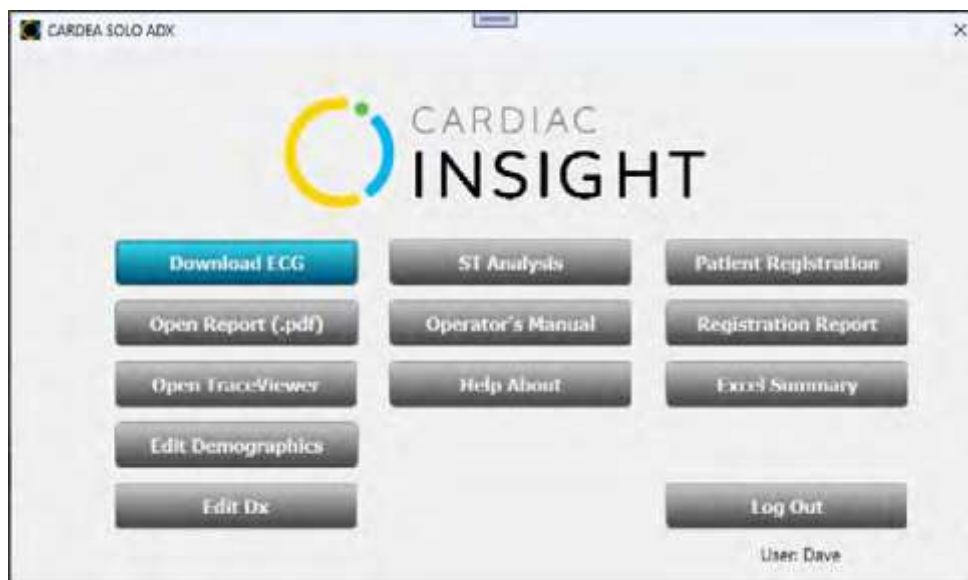 CARDEA SOLO ADX
CARDIAC
INSIGHT
Download ECG
ST Analysis
Patient Registration
Open Report (.pdf)
Operator's Manual
Registration Report
Open TraceViewer
Help About
Excel Summary
Edit Demographics
Edit Dx
Log Out
User: Dave